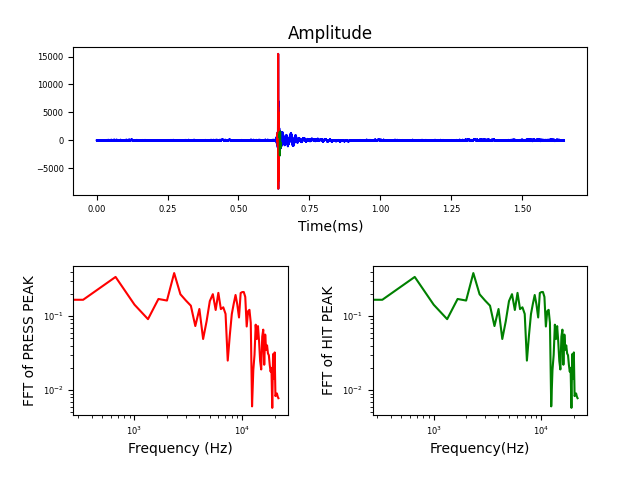 Amplitude
15000
10000
5000
0
−5000
0.00 0.25 0.50 0.75 1.00 1.25 1.50
Time(ms)
FFT of PRESS PEAK
10⁻¹
10⁻²
10³ 10⁴
Frequency (Hz)
FFT of HIT PEAK
10⁻¹
10⁻²
10³ 10⁴
Frequency(Hz)